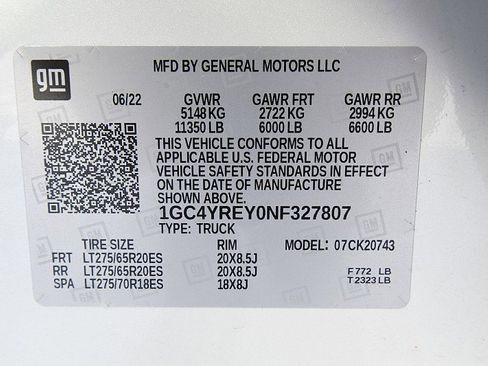 gm
MFD BY GENERAL MOTORS LLC
06/22 GVWR GAWR FRT GAWR RR
5148 KG 2722 KG 2994 KG
11350 LB 6000 LB 6600 LB
THIS VEHICLE CONFORMS TO ALL
APPLICABLE U.S. FEDERAL MOTOR
VEHICLE SAFETY STANDARDS IN EFFECT
ON THE DATE OF MANUFACTURE
SHOWN ABOVE.
1GC4YREY0NF327807
TYPE: TRUCK
TIRE SIZE RIM MODEL: 07CK20743
FRT LT275/65R20ES 20X8.5J
RR LT275/65R20ES 20X8.5J F 772 LB
SPA LT275/70R18ES 18X8J T 2323 LB